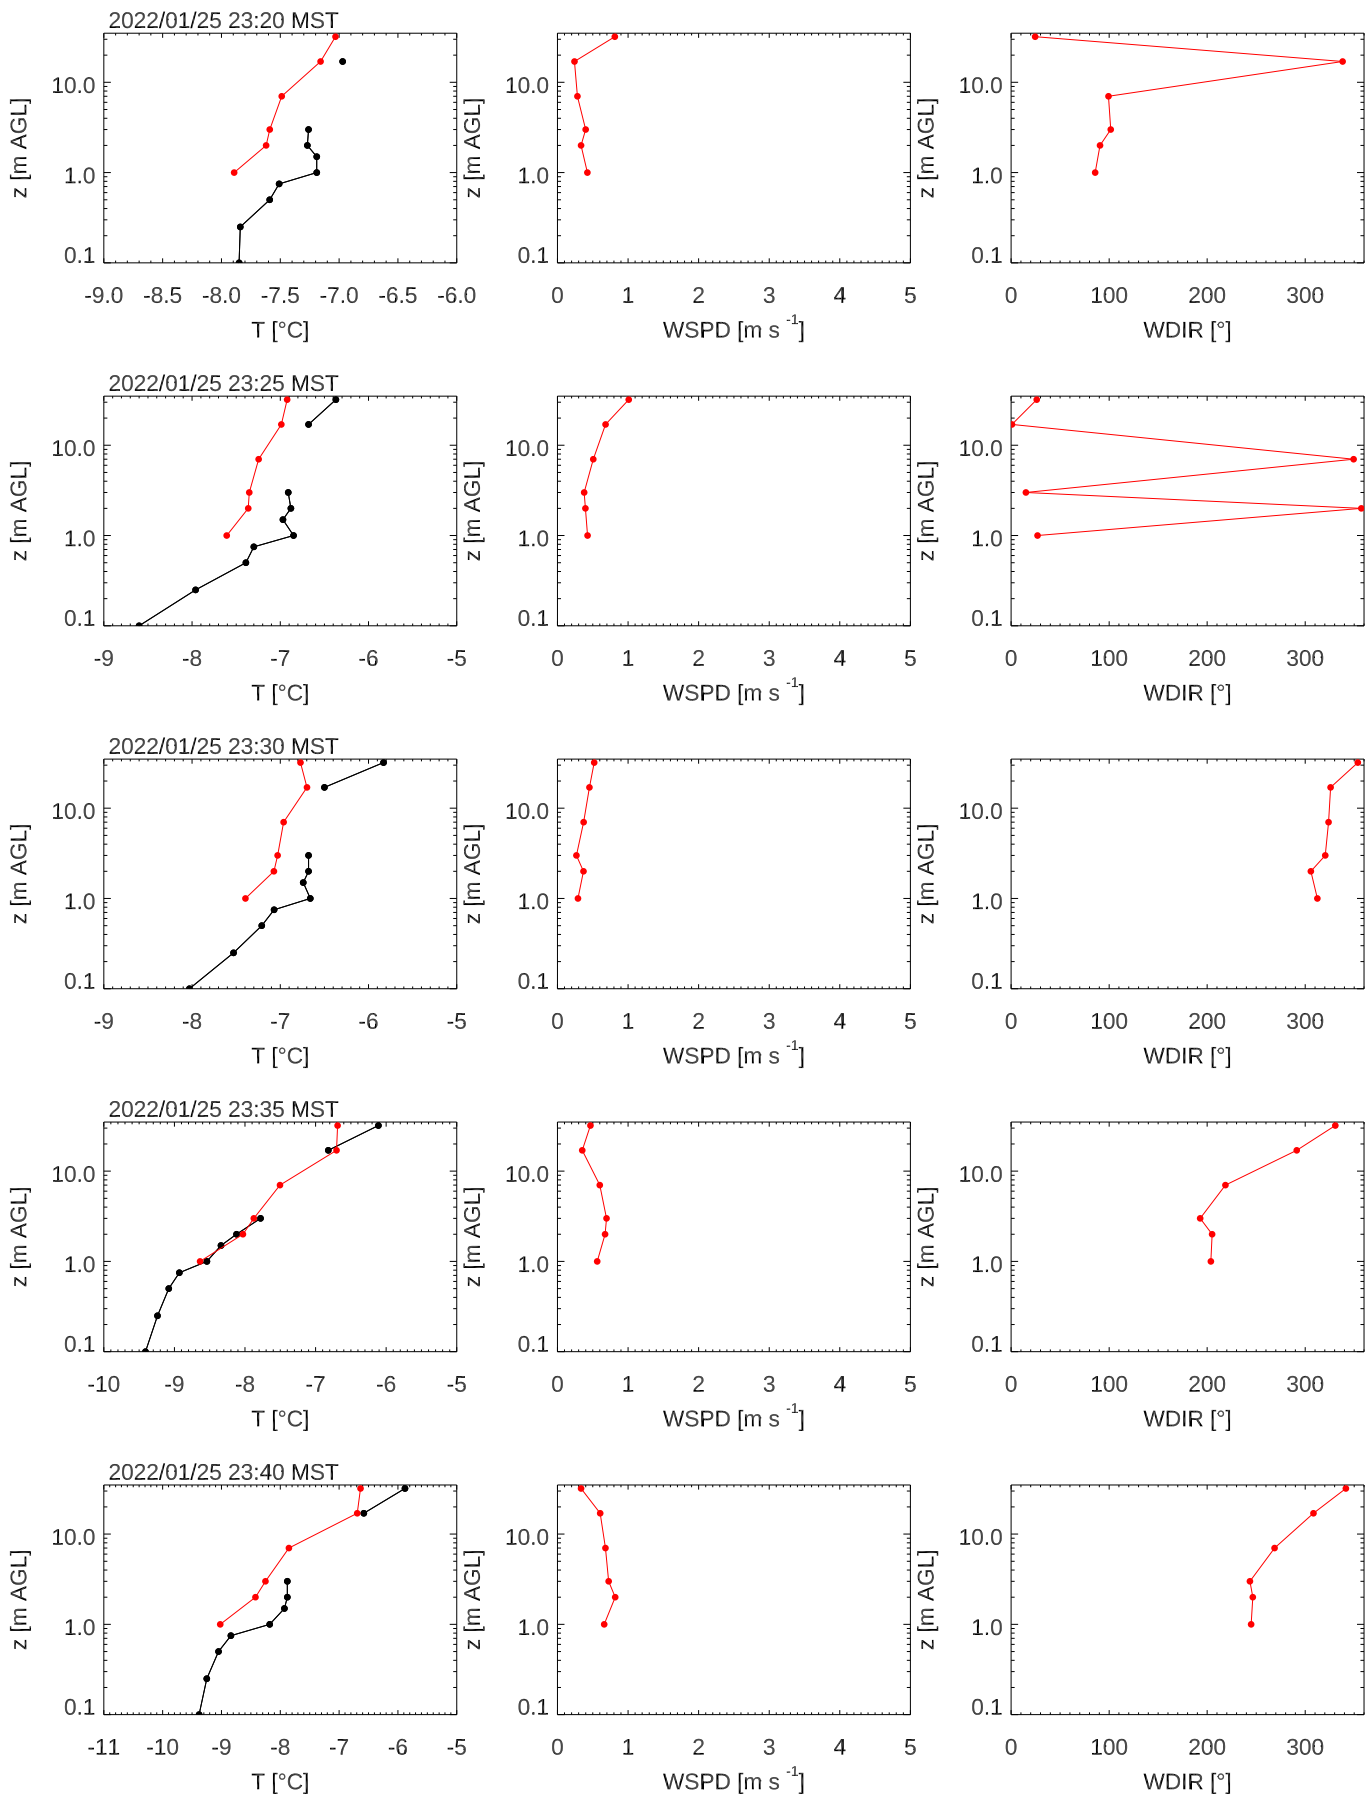 2022/01/25 23:20 MST
z [m AGL] z [m AGL] z [m AGL]
10.0 10.0 10.0
1.0 1.0 1.0
0.1 0.1 0.1
-9.0 -8.5 -8.0 -7.5 -7.0 -6.5 -6.0 0 1 2 3 4 5 0 100 200 300
T [°C] WSPD [m s -1] WDIR [°]
2022/01/25 23:25 MST
z [m AGL] z [m AGL] z [m AGL]
10.0 10.0 10.0
1.0 1.0 1.0
0.1 0.1 0.1
-9 -8 -7 -6 -5 0 1 2 3 4 5 0 100 200 300
T [°C] WSPD [m s -1] WDIR [°]
2022/01/25 23:30 MST
z [m AGL] z [m AGL] z [m AGL]
10.0 10.0 10.0
1.0 1.0 1.0
0.1 0.1 0.1
-9 -8 -7 -6 -5 0 1 2 3 4 5 0 100 200 300
T [°C] WSPD [m s -1] WDIR [°]
2022/01/25 23:35 MST
z [m AGL] z [m AGL] z [m AGL]
10.0 10.0 10.0
1.0 1.0 1.0
0.1 0.1 0.1
-10 -9 -8 -7 -6 -5 0 1 2 3 4 5 0 100 200 300
T [°C] WSPD [m s -1] WDIR [°]
2022/01/25 23:40 MST
z [m AGL] z [m AGL] z [m AGL]
10.0 10.0 10.0
1.0 1.0 1.0
0.1 0.1 0.1
-11 -10 -9 -8 -7 -6 -5 0 1 2 3 4 5 0 100 200 300
T [°C] WSPD [m s -1] WDIR [°]